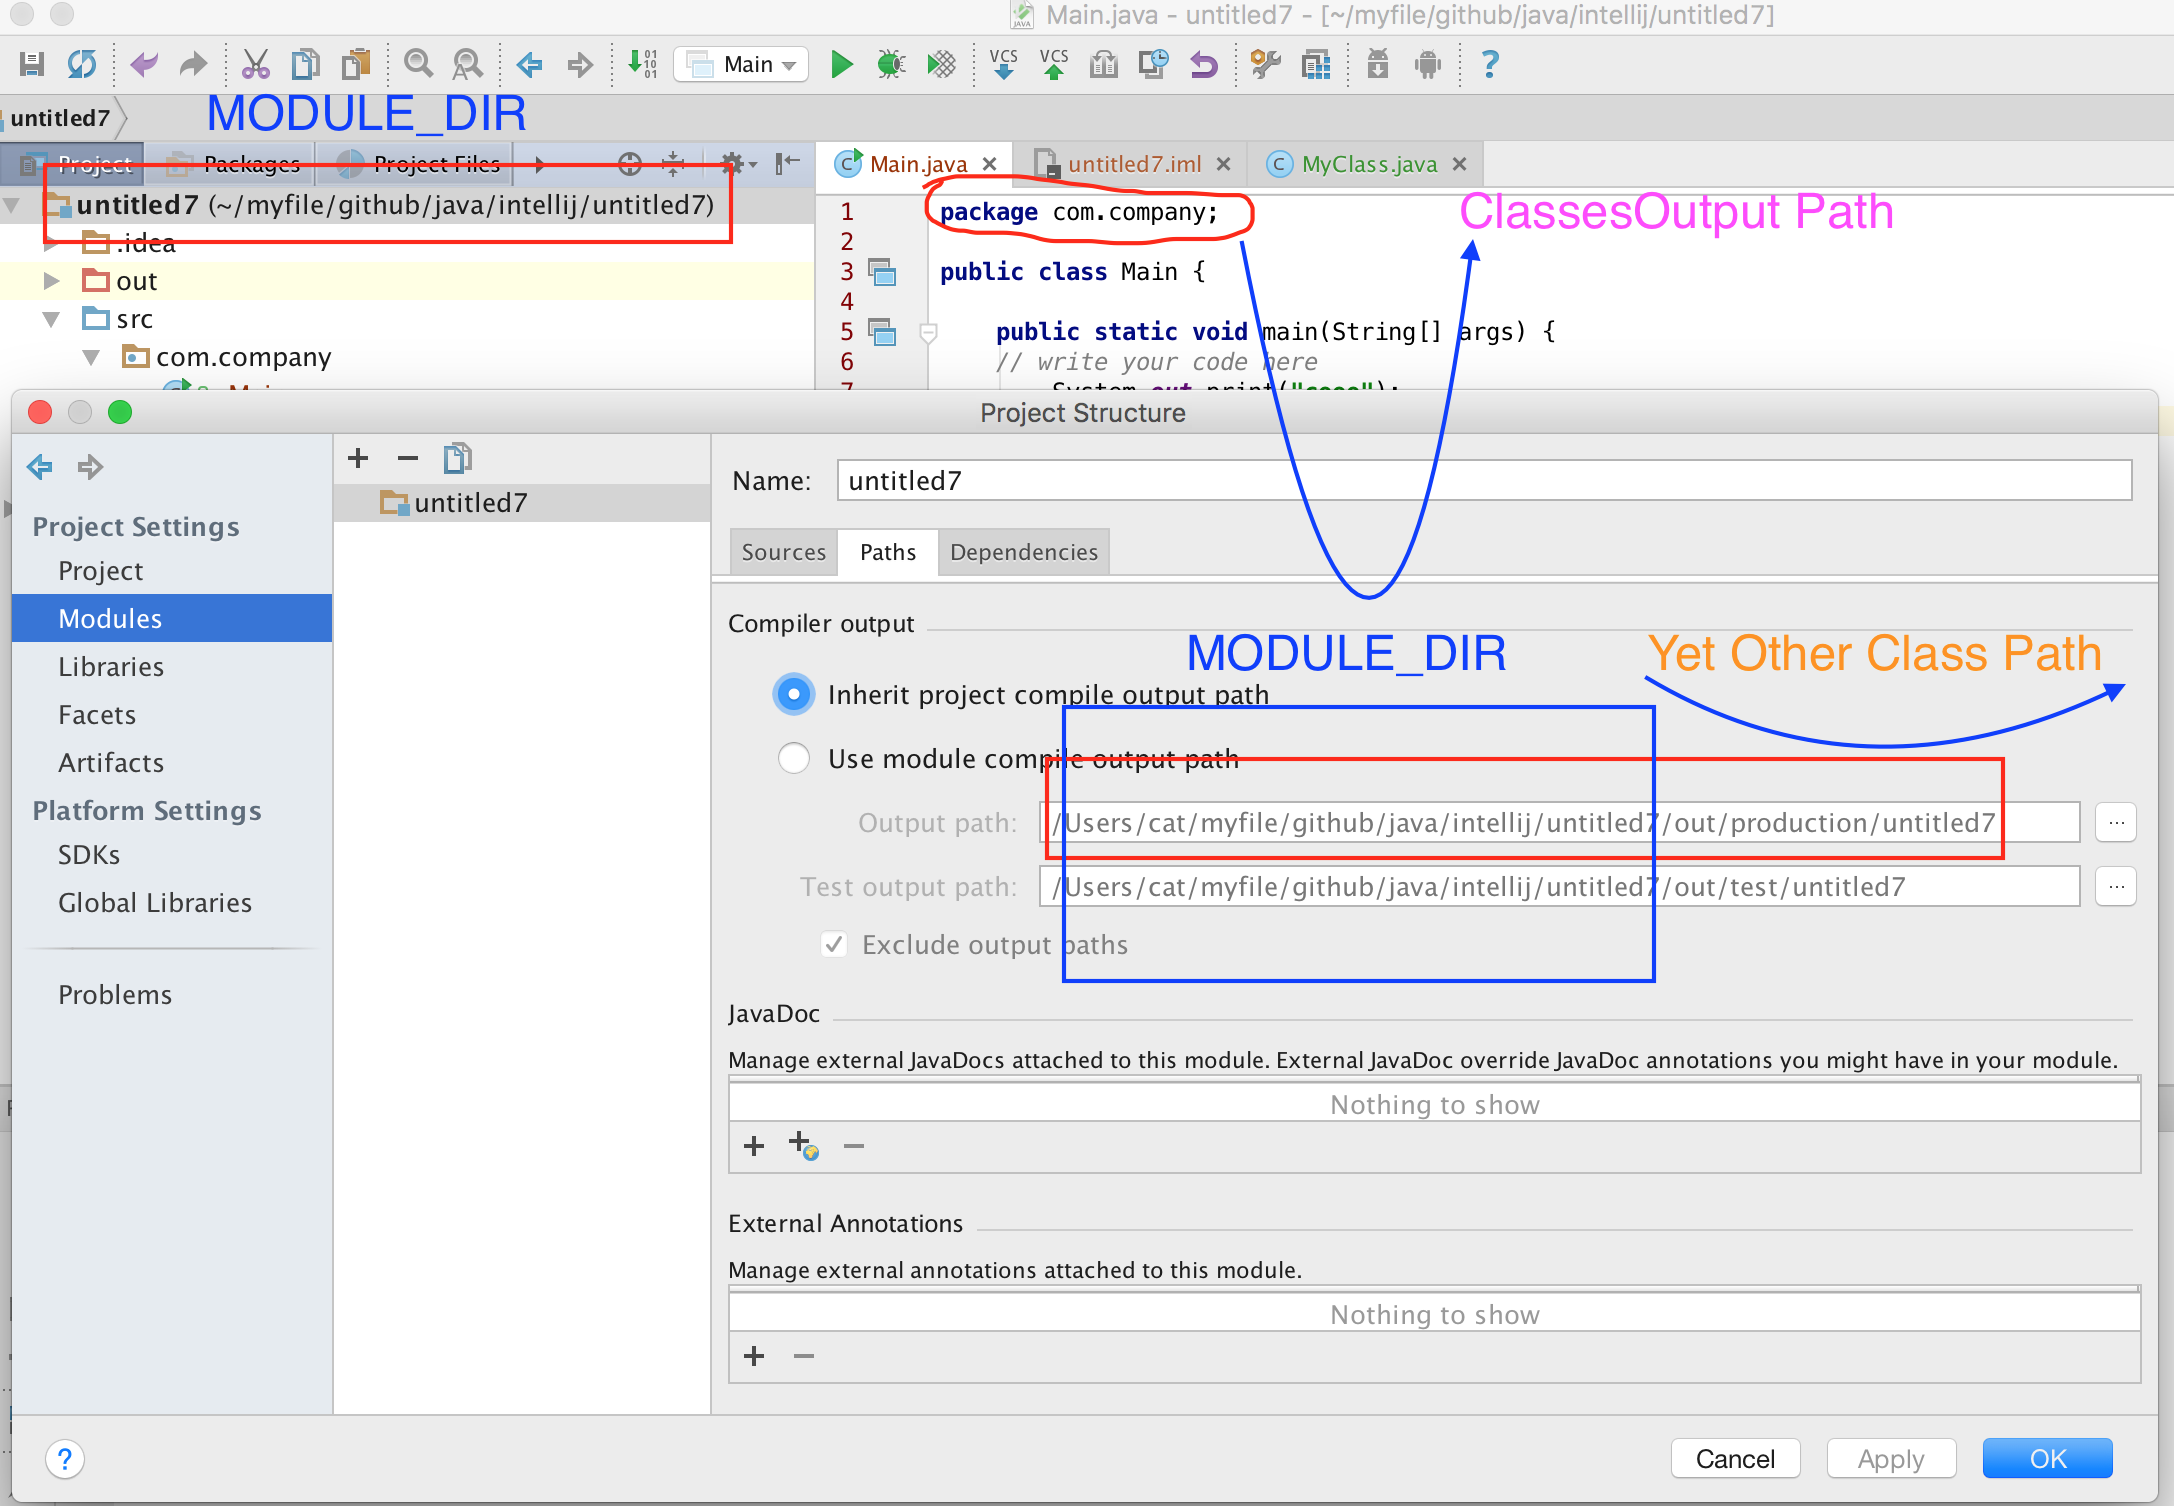 Main.java - untitled7 - [~/myfile/github/java/intellij/untitled7]
01
10
01
Main
VCS
VCS
?
untitled7
MODULE_DIR
Project
Packages
Project Files
Main.java
untitled7.iml
MyClass.java
untitled7 (~/myfile/github/java/intellij/untitled7)
.idea
out
src
com.company
1 package com.company;
ClassesOutput Path
2
3 public class Main {
4
5 public static void main(String[] args) {
6 // write your code here
Project Structure
Project Settings
Project
Modules
Libraries
Facets
Artifacts
Platform Settings
SDKs
Global Libraries
Problems
untitled7
Name: untitled7
Sources Paths Dependencies
Compiler output
MODULE_DIR
Yet Other Class Path
Inherit project compile output path
Use module compile output path
Output path: /Users/cat/myfile/github/java/intellij/untitled7/out/production/untitled7 ...
Test output path: /Users/cat/myfile/github/java/intellij/untitled7/out/test/untitled7 ...
Exclude output paths
JavaDoc
Manage external JavaDocs attached to this module. External JavaDoc override JavaDoc annotations you might have in your module.
Nothing to show
External Annotations
Manage external annotations attached to this module.
Nothing to show
?
Cancel Apply OK